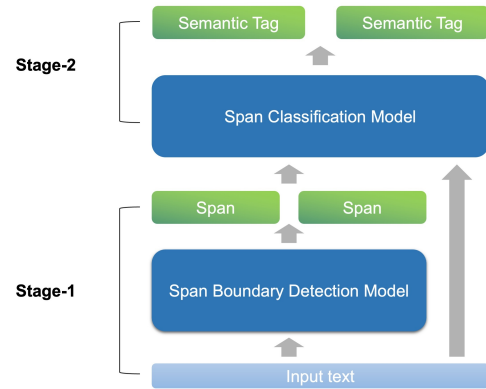 Semantic Tag
Semantic Tag
Stage-2
Span Classification Model
Span
Span
Stage-1
Span Boundary Detection Model
Input text